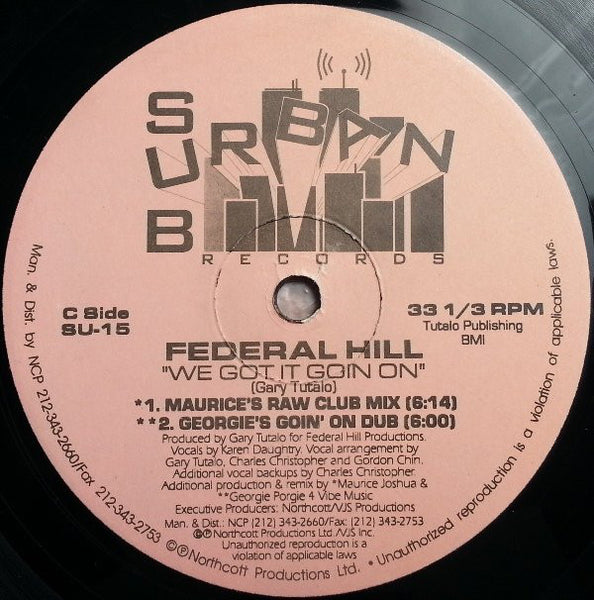 SUB URBAN
RECORDS
C Side
SU-15
33 1/3 RPM
Tutalo Publishing
BMI
FEDERAL HILL
"WE GOT IT GOIN ON"
(Gary Tutalo)
*1. MAURICE'S RAW CLUB MIX (6:14)
**2. GEORGIE'S GOIN' ON DUB (6:00)
Produced by Gary Tutalo for Federal Hill Productions.
Vocals by Karen Daughtry. Vocal arrangement by
Gary Tutalo, Charles Christopher and Gordon Chin.
Additional vocal backups by Charles Christopher.
Additional production & remix by *Maurice Joshua &
**Georgie Porgie 4 Vibe Music
Executive Producers: Northcott/VJS Productions
Man. & Dist.: NCP (212) 343-2660/Fax: (212) 343-2753
©℗Northcott Productions Ltd./VJS Inc.
Unauthorized reproduction is a
violation of applicable laws
Man. & Dist. by NCP 212-343-2660/Fax 212-343-2753 ©℗Northcott Productions Ltd. • Unauthorized reproduction is a violation of applicable laws.